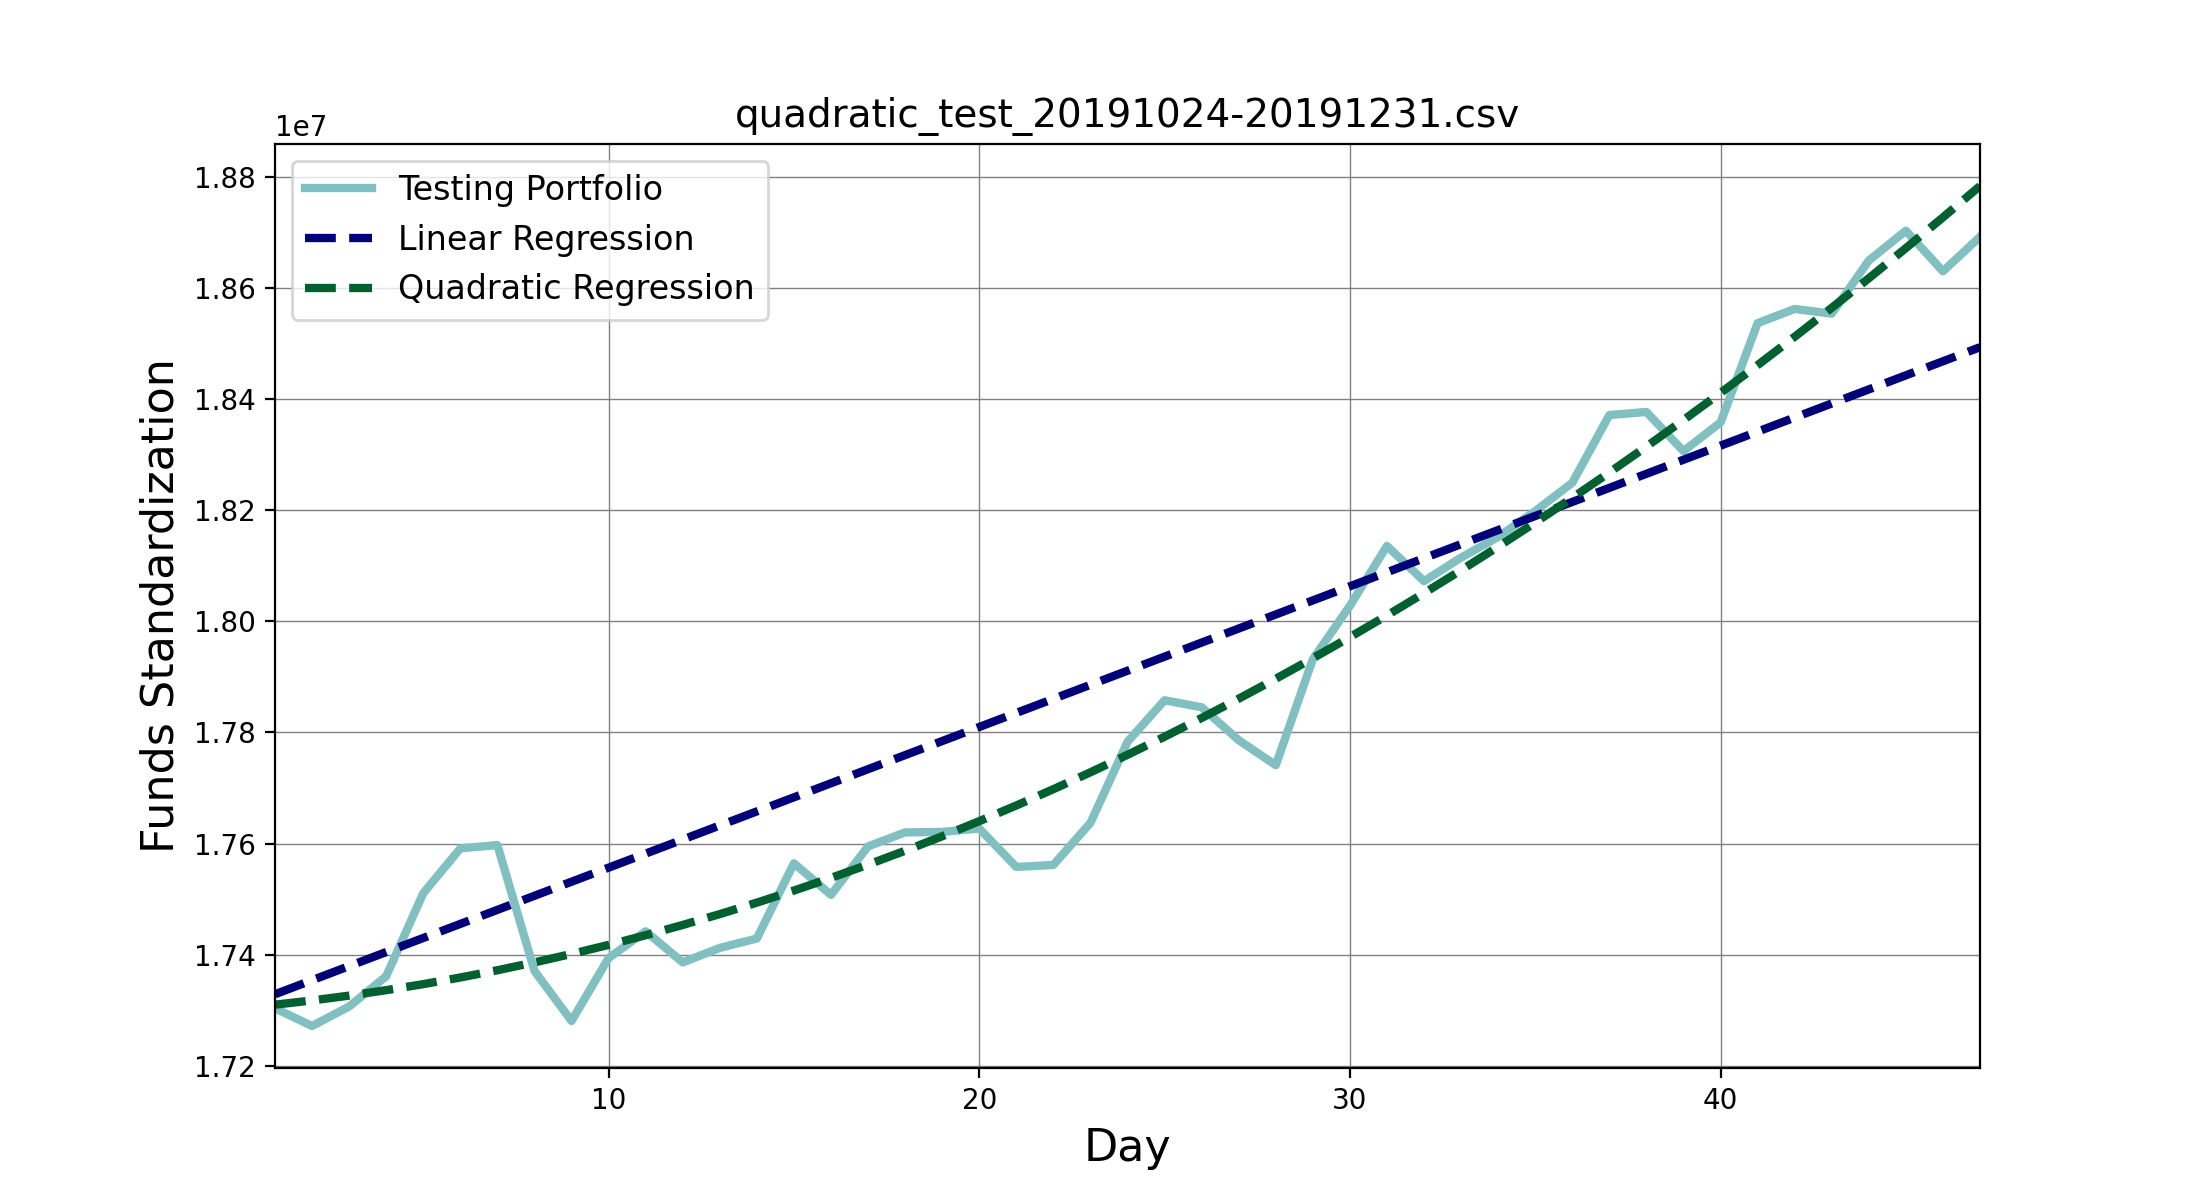 quadratic_test_20191024-20191231.csv
1e7
Testing Portfolio
Linear Regression
Quadratic Regression
1.88
1.86
1.84
1.82
1.80
1.78
1.76
1.74
1.72
Funds Standardization
10 20 30 40
Day